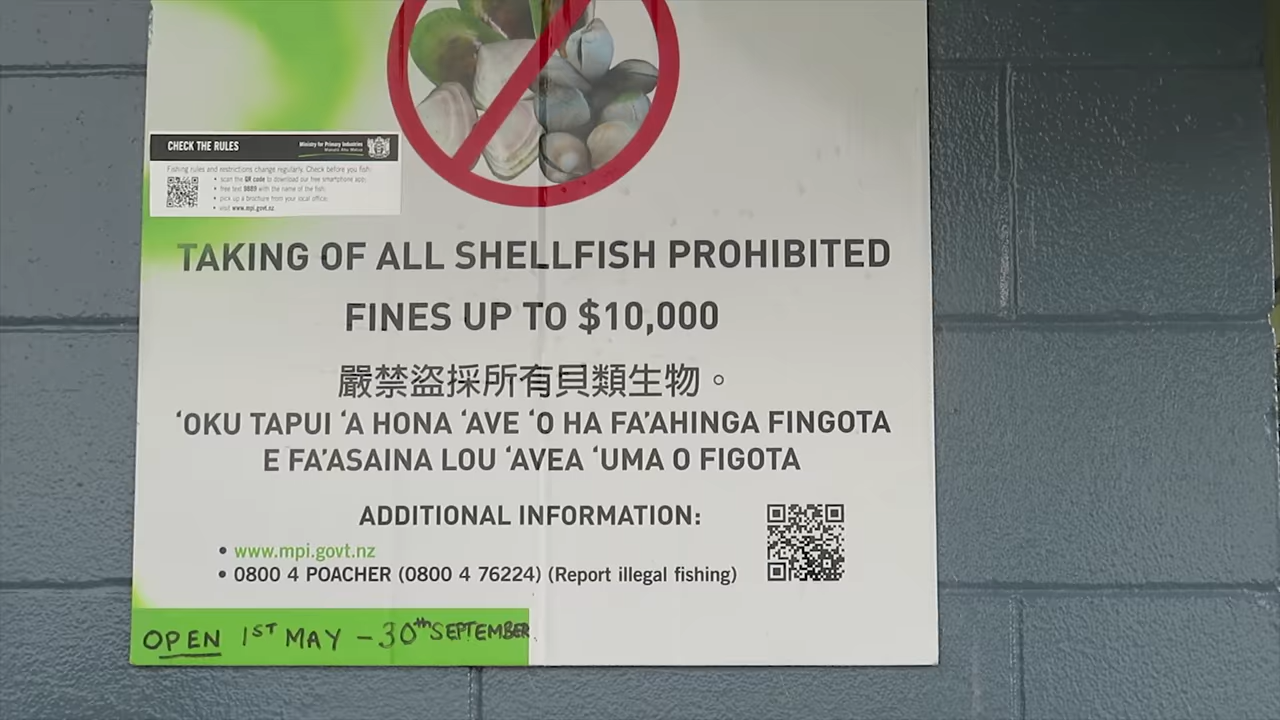 CHECK THE RULES
Ministry for Primary Industries
Manatū Ahu Matua
Fishing rules and restrictions change regularly. Check before you fish:
• scan the QR code to download our free smartphone app;
• free text 9889 with the name of the fish;
• pick up a brochure from your local office;
• visit www.mpi.govt.nz
TAKING OF ALL SHELLFISH PROHIBITED
FINES UP TO $10,000
嚴禁盜採所有貝類生物。
‘OKU TAPUI ‘A HONA ‘AVE ‘O HA FA’AHINGA FINGOTA
E FA’ASAINA LOU ‘AVEA ‘UMA O FIGOTA
ADDITIONAL INFORMATION:
• www.mpi.govt.nz
• 0800 4 POACHER (0800 4 76224) (Report illegal fishing)
OPEN 1ST MAY – 30th SEPTEMBER